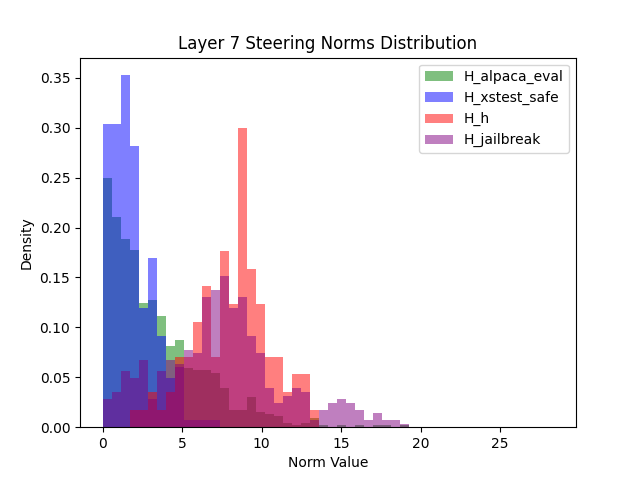 Layer 7 Steering Norms Distribution
H_alpaca_eval
H_xstest_safe
H_h
H_jailbreak
Density
0.35
0.30
0.25
0.20
0.15
0.10
0.05
0.00
0 5 10 15 20 25
Norm Value